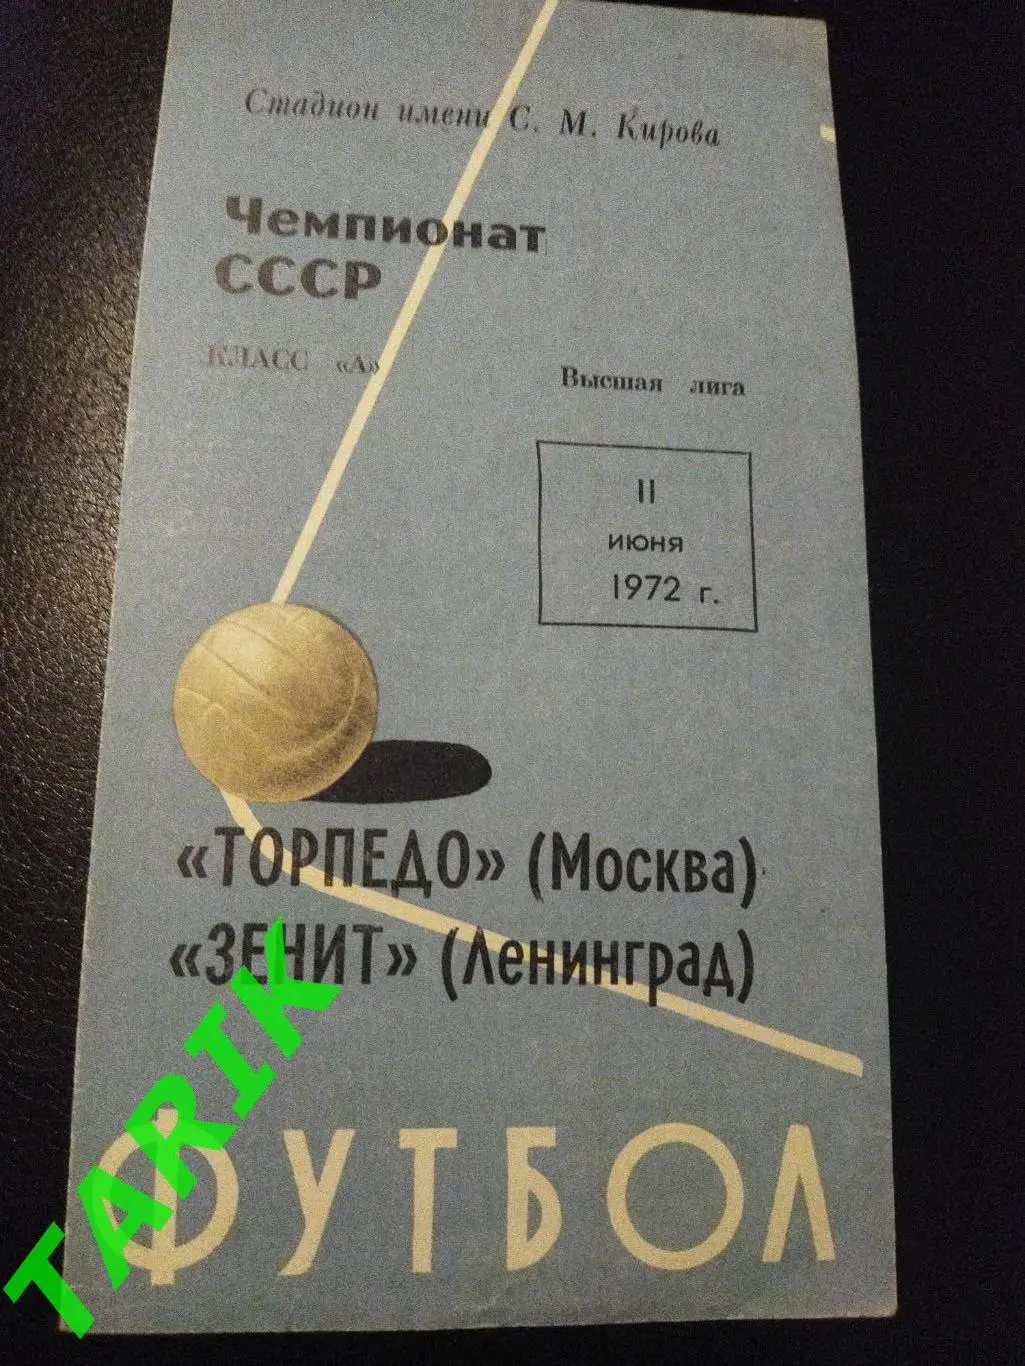 Стадион имени С. М. Кирова
Чемпионат
СССР
КЛАСС «А»
Высшая лига
11
июня
1972 г.
«ТОРПЕДО» (Москва)
«ЗЕНИТ» (Ленинград)
ФУТБОЛ
TARIK